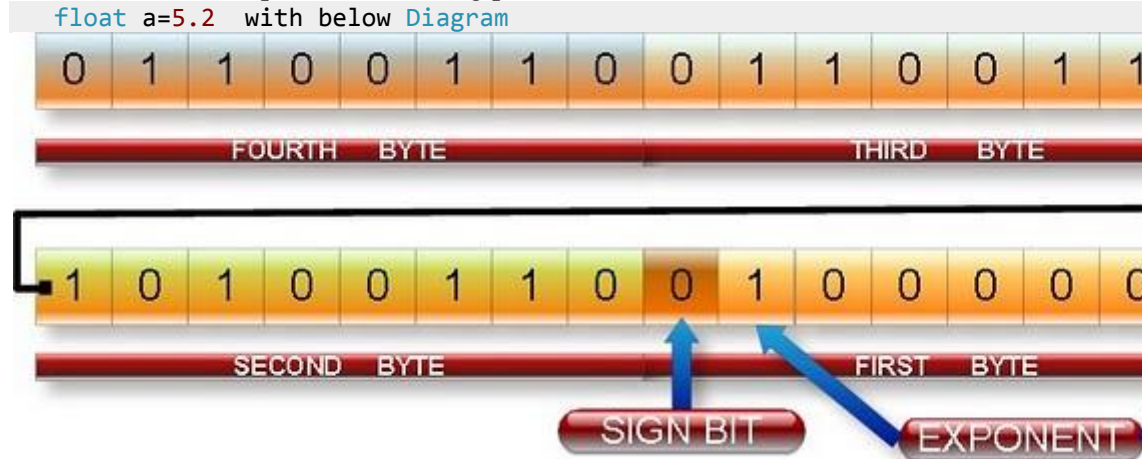 float a=5.2 with below Diagram
0 1 1 0 0 1 1 0 0 1 1 0 0 1 1
FOURTH BYTE THIRD BYTE
1 0 1 0 0 1 1 0 0 1 0 0 0 0 0
SECOND BYTE FIRST BYTE
SIGN BIT EXPONENT